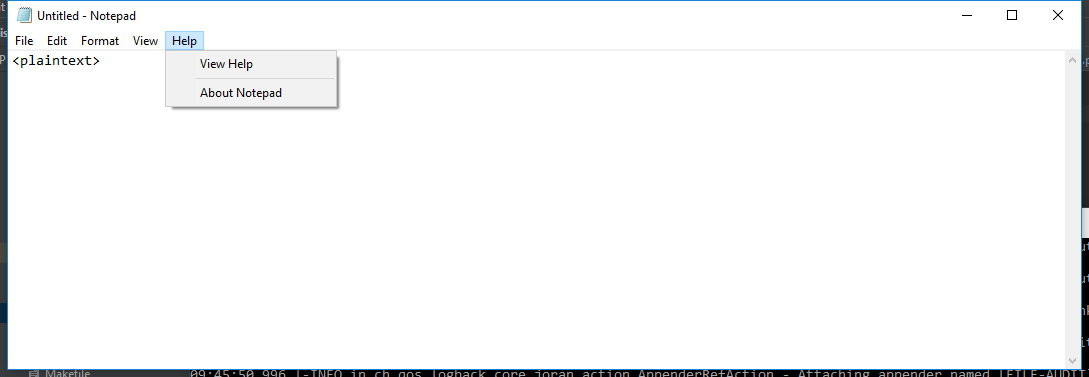 Untitled - Notepad
File Edit Format View Help
<plaintext>
View Help
About Notepad
Makefile
09:45:50,996 |-INFO in ch.qos.logback.core.joran.action.AppenderRefAction - Attaching appender named [FILE-AUDIT